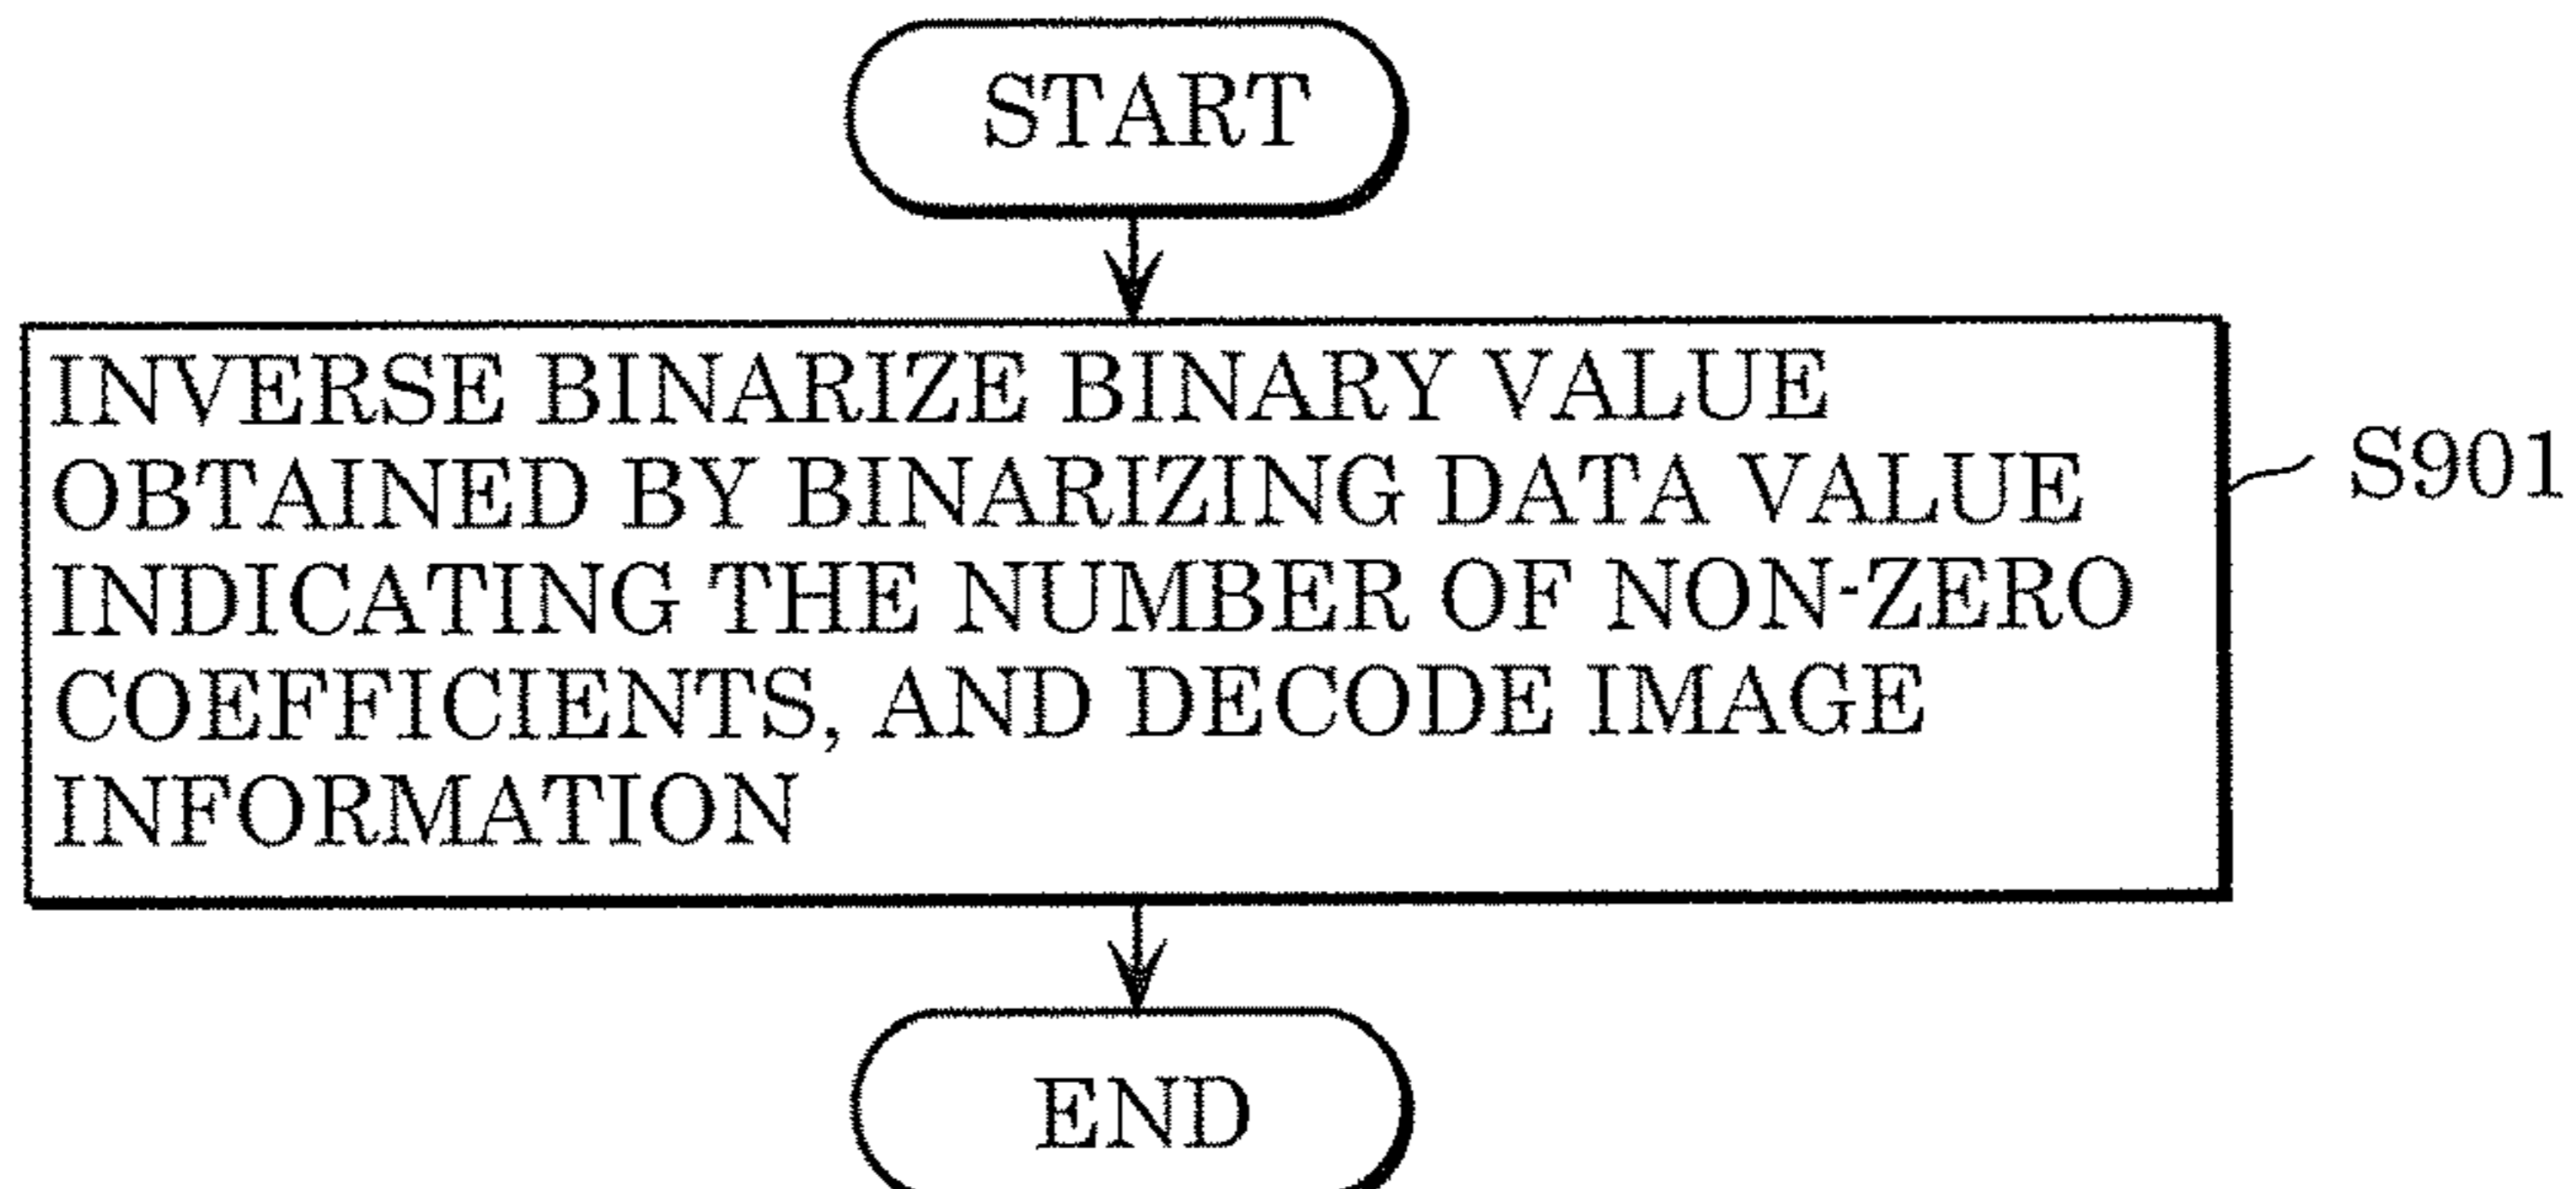 START
INVERSE BINARIZE BINARY VALUE
OBTAINED BY BINARIZING DATA VALUE
INDICATING THE NUMBER OF NON-ZERO
COEFFICIENTS, AND DECODE IMAGE
INFORMATION
S901
END